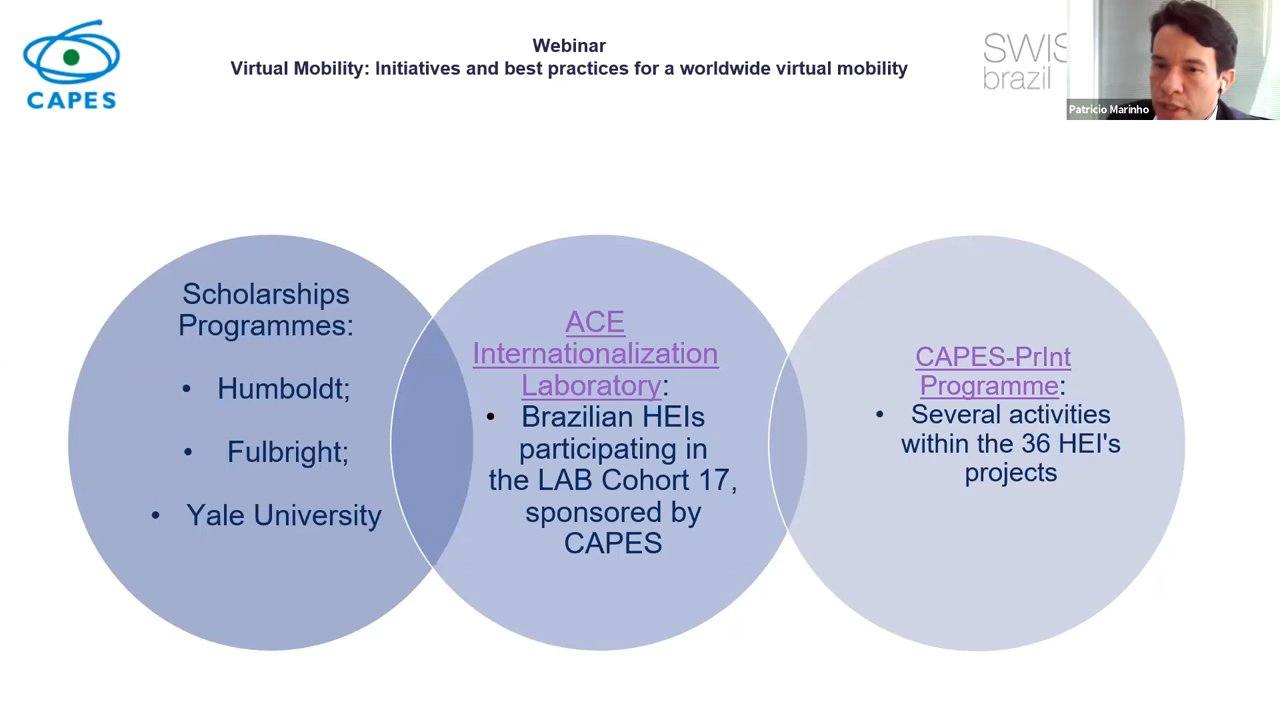 CAPES
Webinar
Virtual Mobility: Initiatives and best practices for a worldwide virtual mobility
brazil
Patricio Marinho
Scholarships
Programmes:
• Humboldt;
• Fulbright;
• Yale University
ACE
Internationalization
Laboratory:
• Brazilian HEIs
participating in
the LAB Cohort 17,
sponsored by
CAPES
CAPES-PrInt
Programme:
• Several activities
within the 36 HEI's
projects